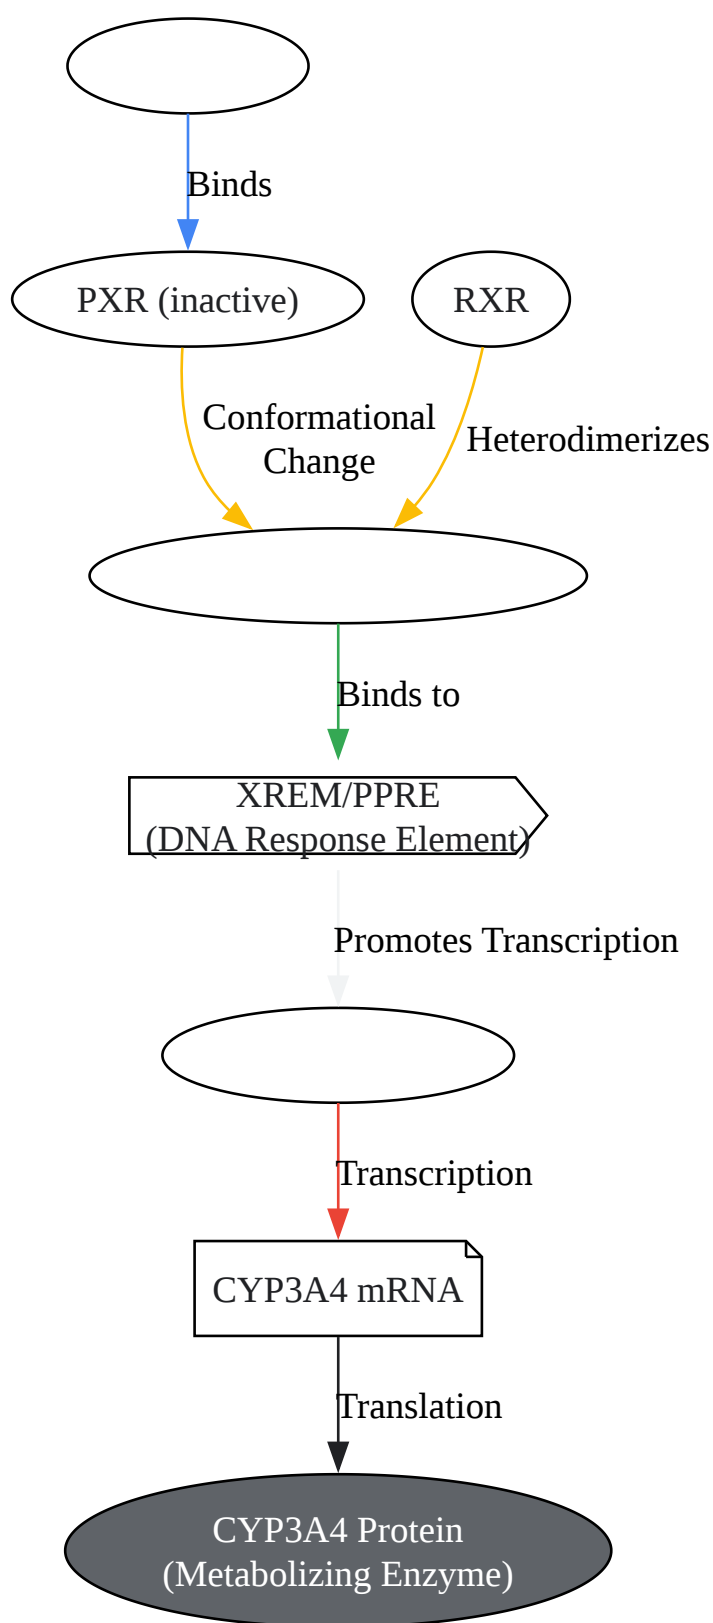 Binds
PXR (inactive)
RXR
Conformational
Change
Heterodimerizes
Binds to
XREM/PPRE
(DNA Response Element)
Promotes Transcription
Transcription
CYP3A4 mRNA
Translation
CYP3A4 Protein
(Metabolizing Enzyme)